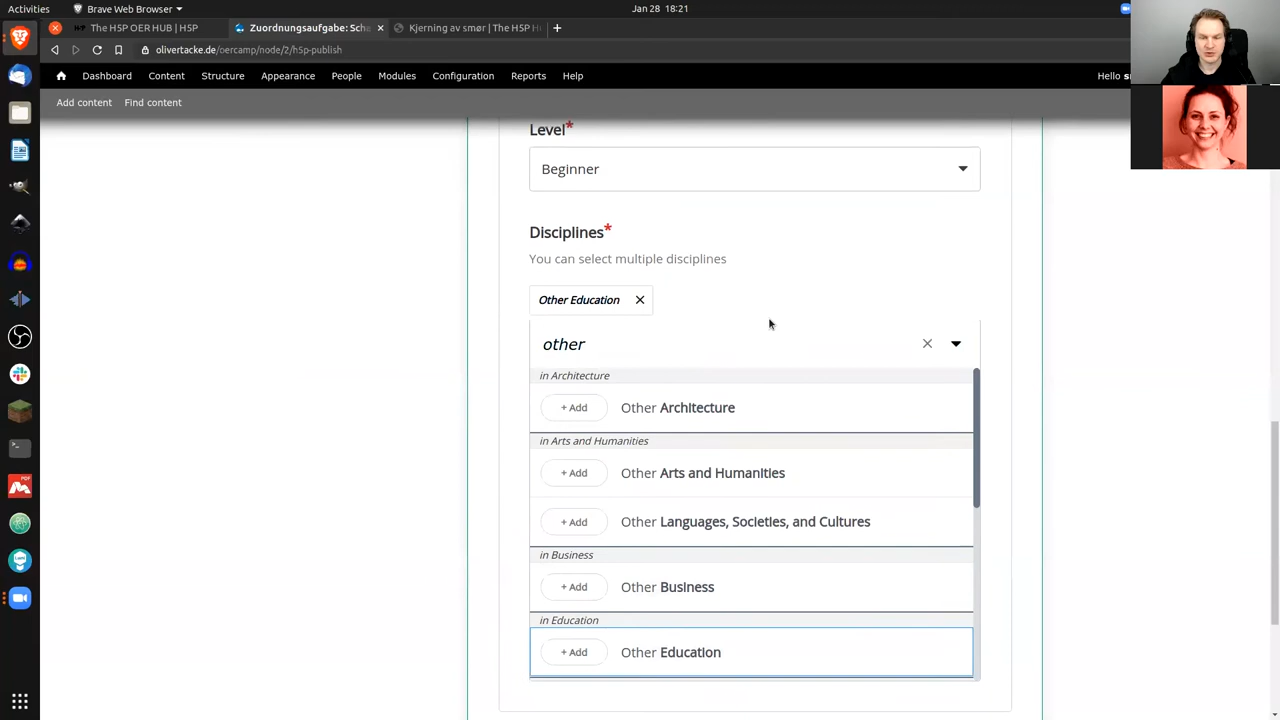 Activities
Brave Web Browser
Jan 28 18:21
The H5P OER HUB | H5P
Zuordnungsaufgabe: Sch
Kjerning av smør | The H5P H
olivertacke.de/oercamp/node/2/h5p-publish
Home
Dashboard
Content
Structure
Appearance
People
Modules
Configuration
Reports
Help
Hello
Add content
Find content
Level*
Beginner
Disciplines*
You can select multiple disciplines
Other Education
other
in Architecture
+ Add
Other Architecture
in Arts and Humanities
+ Add
Other Arts and Humanities
+ Add
Other Languages, Societies, and Cultures
in Business
+ Add
Other Business
in Education
+ Add
Other Education